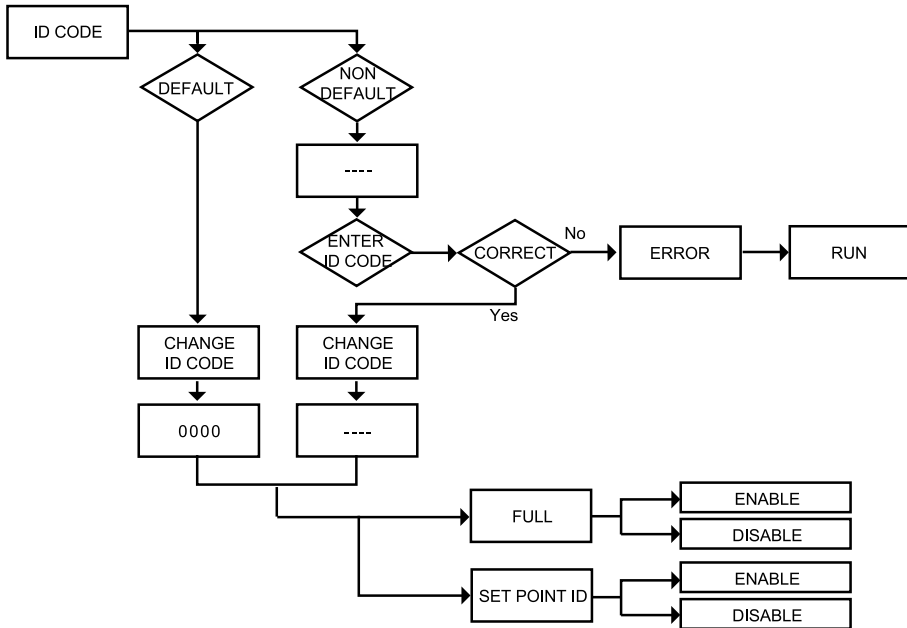 ID CODE
DEFAULT
NON
DEFAULT
----
ENTER
ID CODE
CORRECT
No
ERROR
RUN
Yes
CHANGE
ID CODE
CHANGE
ID CODE
0000
----
FULL
ENABLE
DISABLE
SET POINT ID
ENABLE
DISABLE